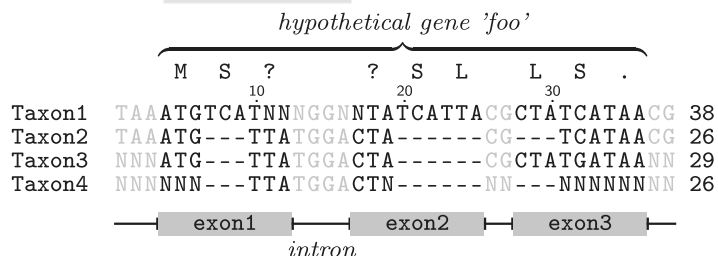 hypothetical gene 'foo'
M S ? ? S L L S .
10 20 30
Taxon1 TAAATGTCATNNNGGNNTATCATTACGCTATCATAACG 38
Taxon2 TAAATG---TTATGGACTA------CG---TCATAACG 26
Taxon3 NNNATG---TTATGGACTA------CGCTATGATAANN 29
Taxon4 NNNNNN---TTATGGACTN------NN---NNNNNNNN 26
exon1 exon2 exon3
intron